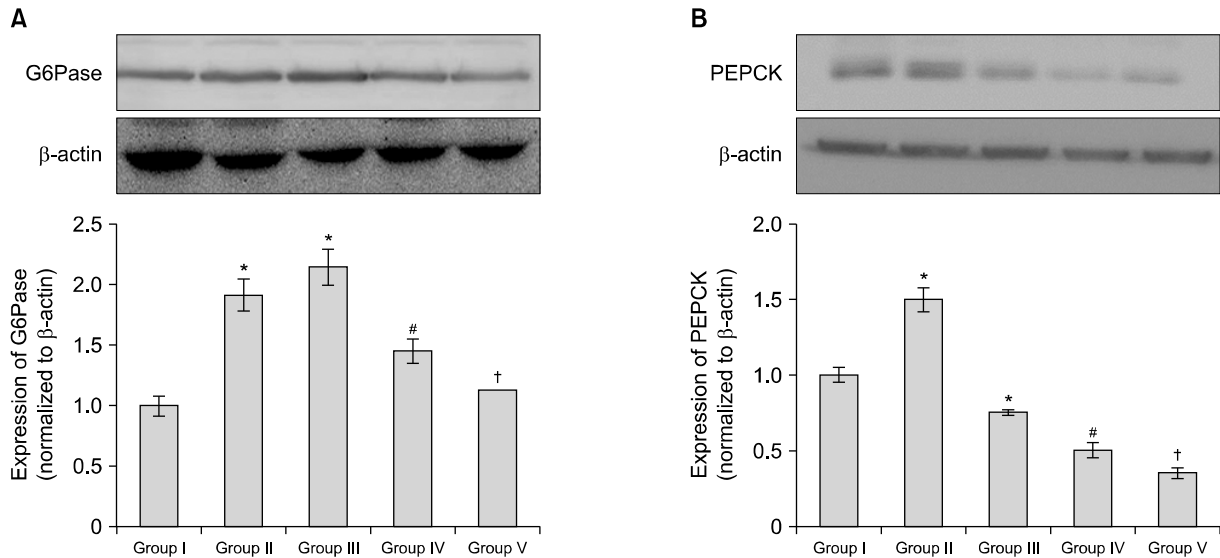 A
G6Pase
β-actin
Expression of G6Pase
(normalized to β-actin)
2.5
2.0
1.5
1.0
0.5
0
*
*
#
†
Group I
Group II
Group III
Group IV
Group V
B
PEPCK
β-actin
Expression of PEPCK
(normalized to β-actin)
2.0
1.5
1.0
0.5
0
*
*
#
†
Group I
Group II
Group III
Group IV
Group V